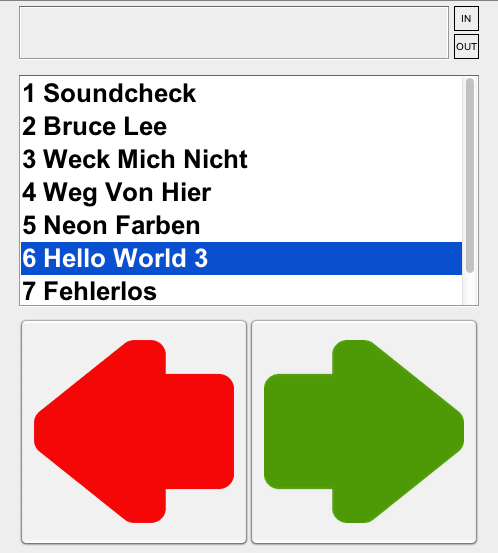 IN
OUT
1 Soundcheck
2 Bruce Lee
3 Weck Mich Nicht
4 Weg Von Hier
5 Neon Farben
6 Hello World 3
7 Fehlerlos